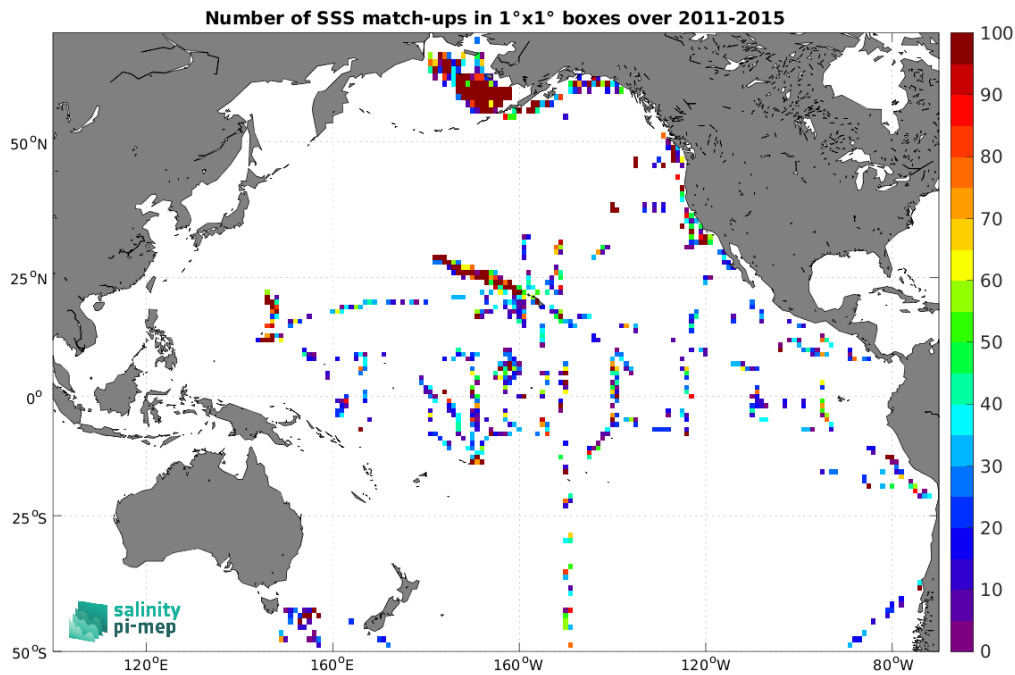 Number of SSS match-ups in 1°x1° boxes over 2011-2015
100
90
80
70
60
50
40
30
20
10
0
50°N
25°N
0°
25°S
50°S
120°E
160°E
160°W
120°W
80°W
salinity
pi-mep